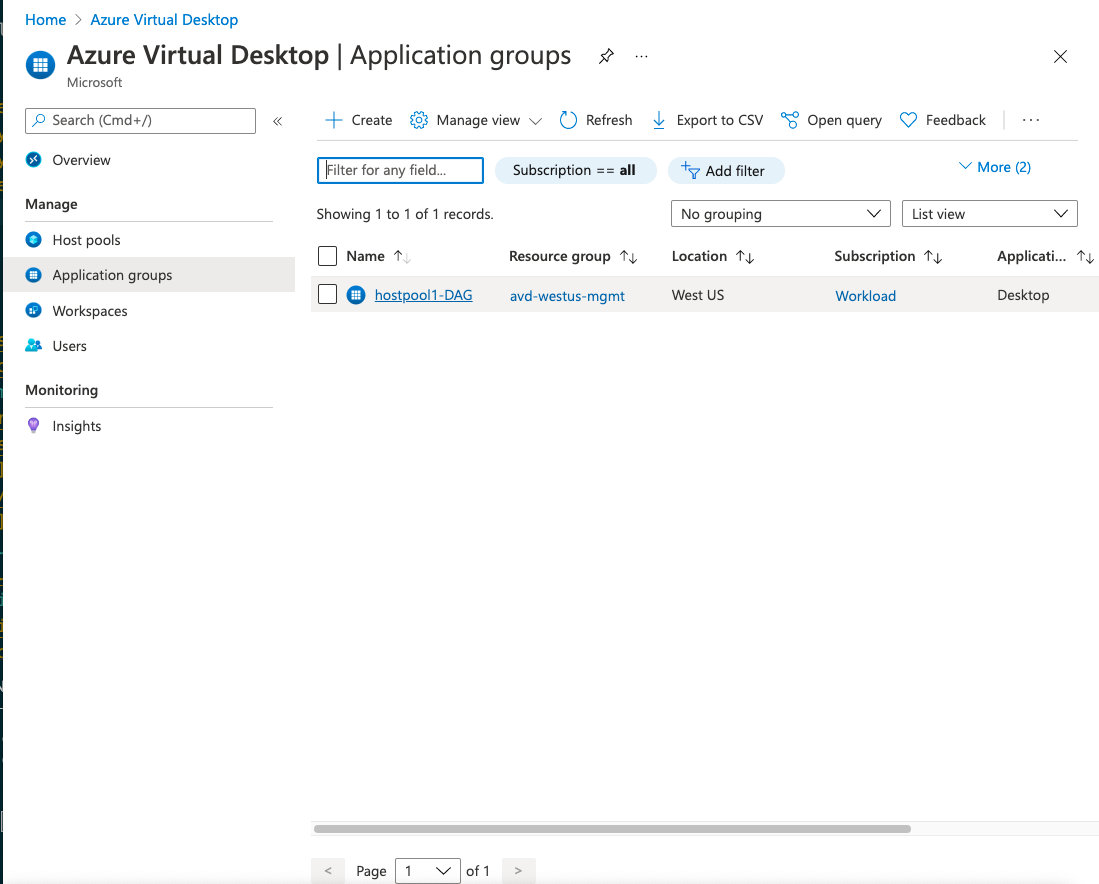 Home > Azure Virtual Desktop
Azure Virtual Desktop | Application groups ...
Microsoft
Search (Cmd+/) «
Overview
Manage
Host pools
Application groups
Workspaces
Users
Monitoring
Insights
Create Manage view Refresh Export to CSV Open query Feedback ...
Filter for any field... Subscription == all Add filter More (2)
Showing 1 to 1 of 1 records. No grouping List view
Name Resource group Location Subscription Applicati...
hostpool1-DAG avd-westus-mgmt West US Workload Desktop
< Page 1 of 1 >